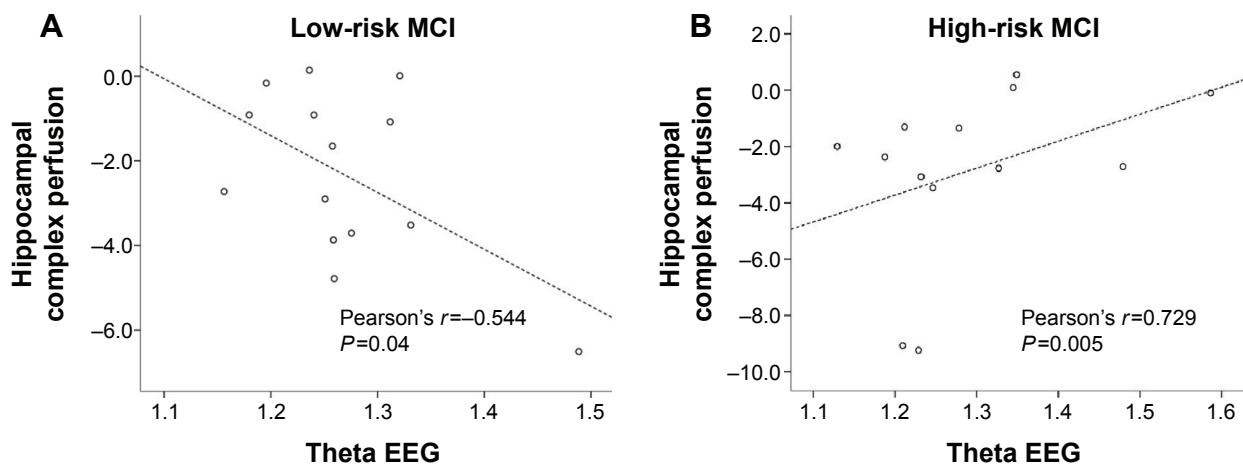 A
Low-risk MCI
Hippocampal
complex perfusion
0.0
–2.0
–4.0
–6.0
Pearson's r=–0.544
P=0.04
1.1 1.2 1.3 1.4 1.5
Theta EEG
B
High-risk MCI
Hippocampal
complex perfusion
2.0
0.0
–2.0
–4.0
–6.0
–8.0
–10.0
Pearson's r=0.729
P=0.005
1.1 1.2 1.3 1.4 1.5 1.6
Theta EEG